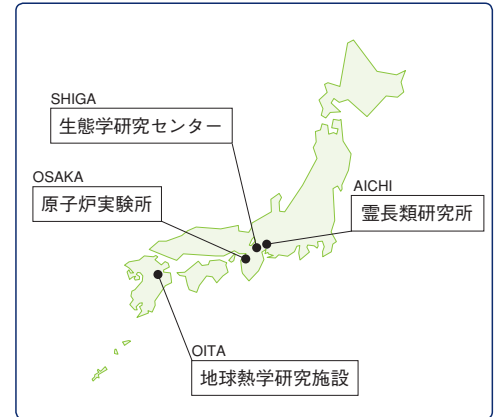 SHIGA
生態学研究センター
OSAKA
原子炉実験所
AICHI
霊長類研究所
OITA
地球熱学研究施設